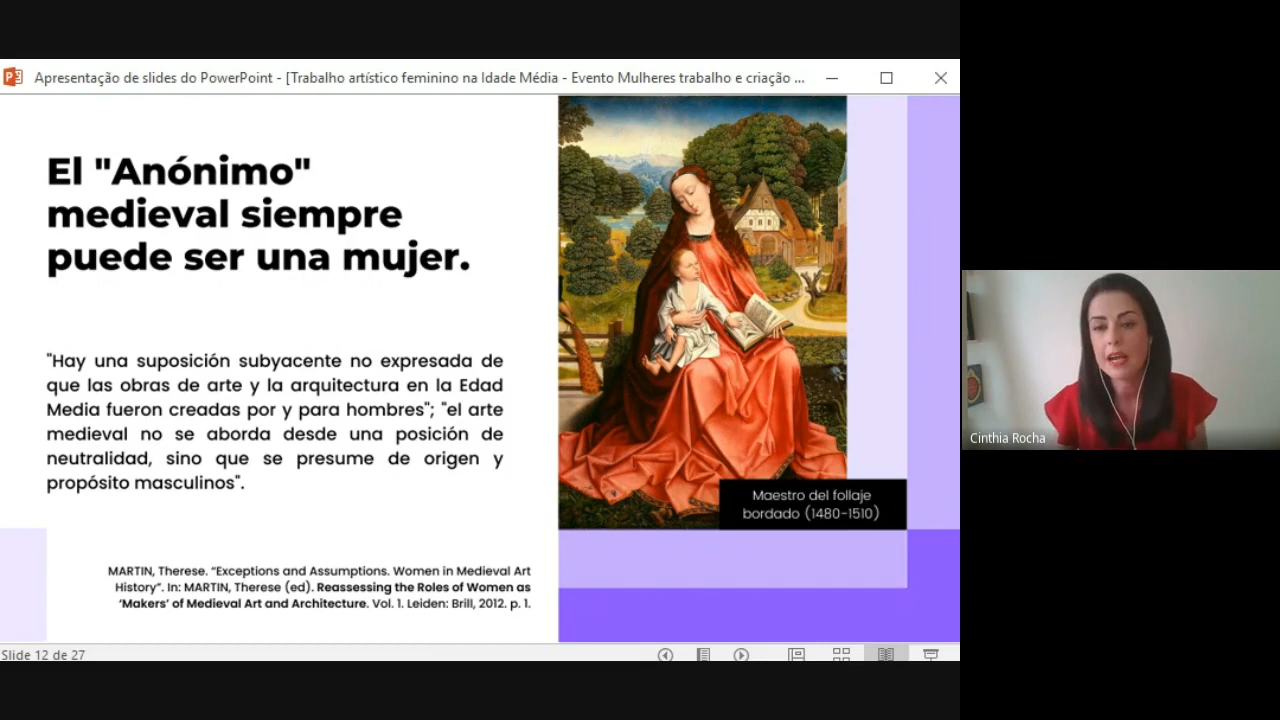 Apresentação de slides do PowerPoint - [Trabalho artístico feminino na Idade Média - Evento Mulheres trabalho e criação ...
El "Anónimo"
medieval siempre
puede ser una mujer.
"Hay una suposición subyacente no expresada de
que las obras de arte y la arquitectura en la Edad
Media fueron creadas por y para hombres"; "el arte
medieval no se aborda desde una posición de
neutralidad, sino que se presume de origen y
propósito masculinos".
Maestro del follaje
bordado (1480-1510)
MARTIN, Therese. “Exceptions and Assumptions. Women in Medieval Art
History”. In: MARTIN, Therese (ed). Reassessing the Roles of Women as
‘Makers’ of Medieval Art and Architecture. Vol. 1. Leiden: Brill, 2012. p. 1.
Slide 12 de 27
Cinthia Rocha